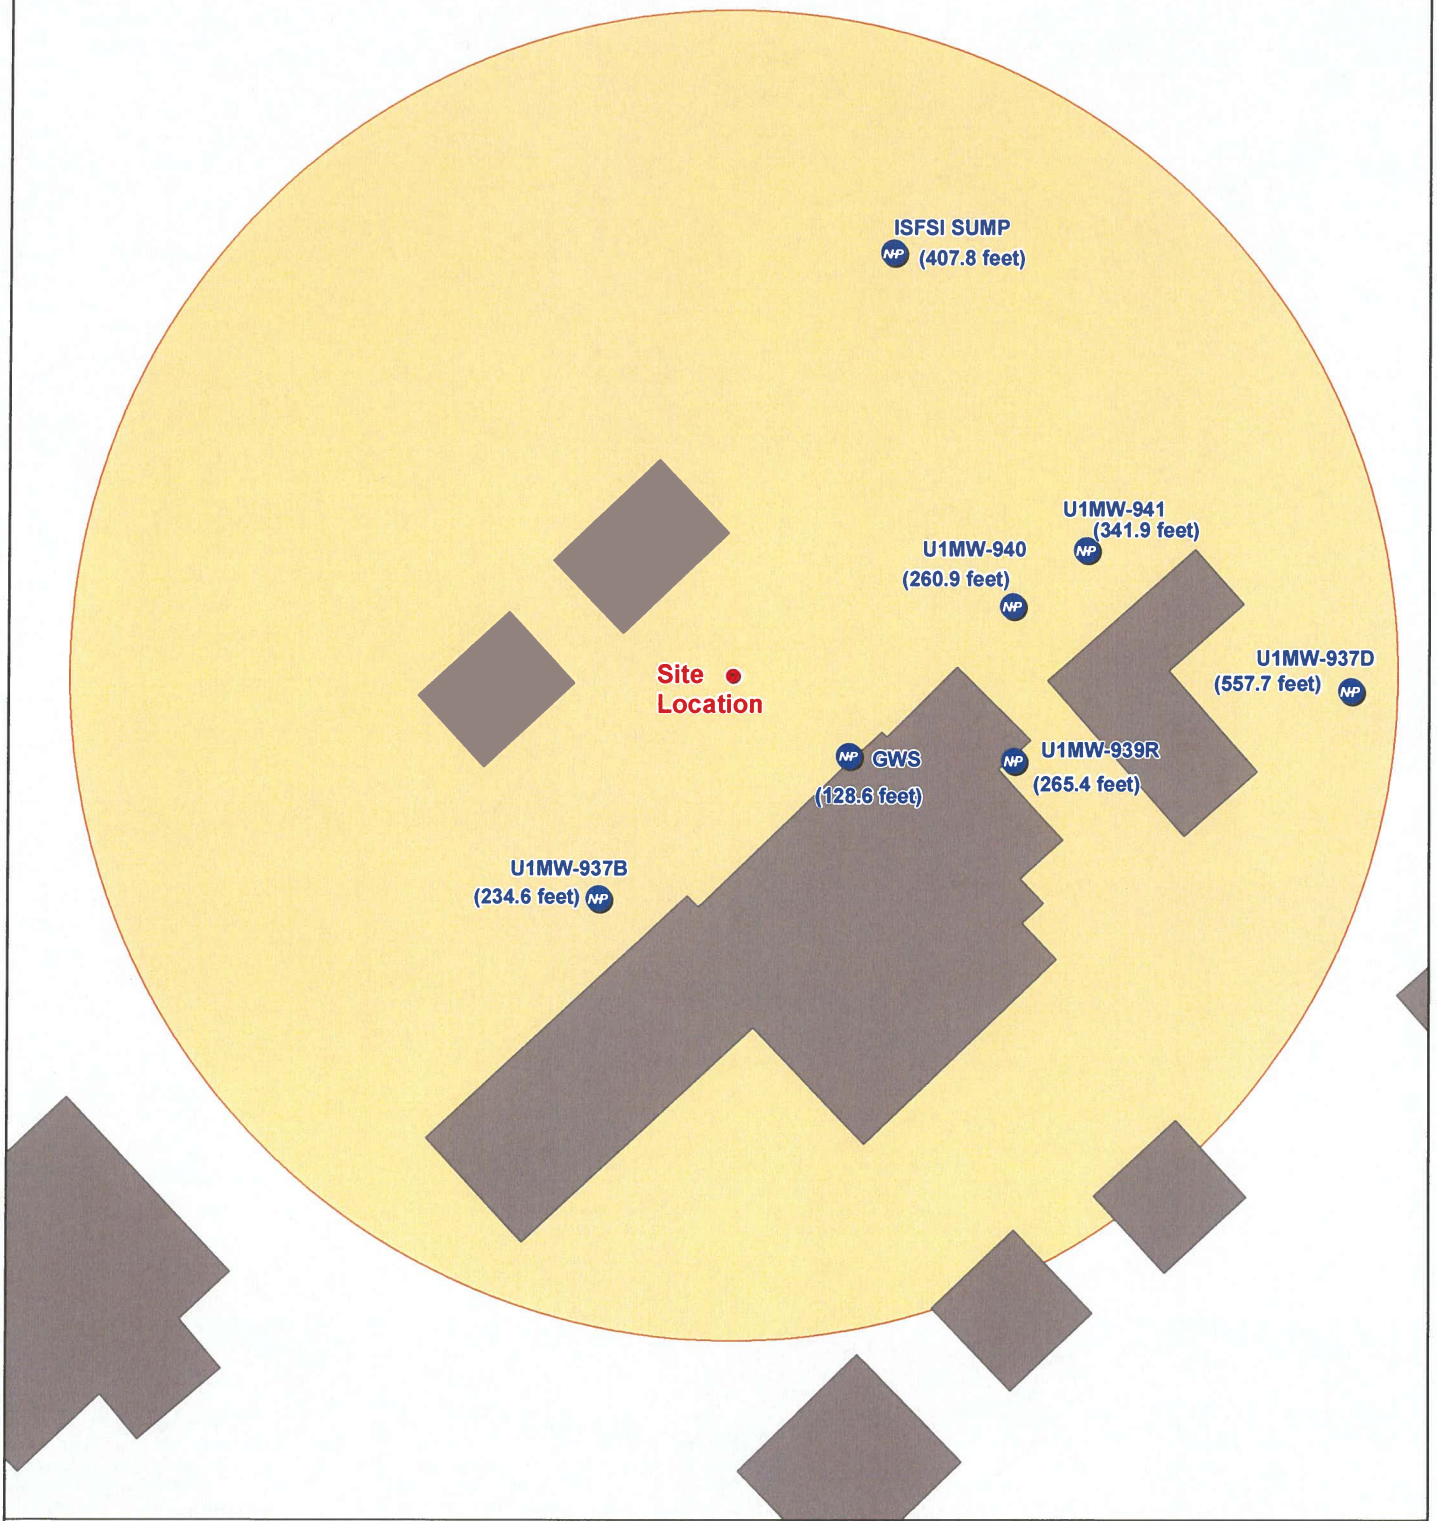 ISFSI SUMP
N-P (407.8 feet)
U1MW-941
(341.9 feet)
N-P
U1MW-940
(260.9 feet)
N-P
U1MW-937D
(557.7 feet) N-P
Site
Location
N-P GWS
(128.6 feet)
N-P U1MW-939R
(265.4 feet)
U1MW-937B
(234.6 feet) N-P